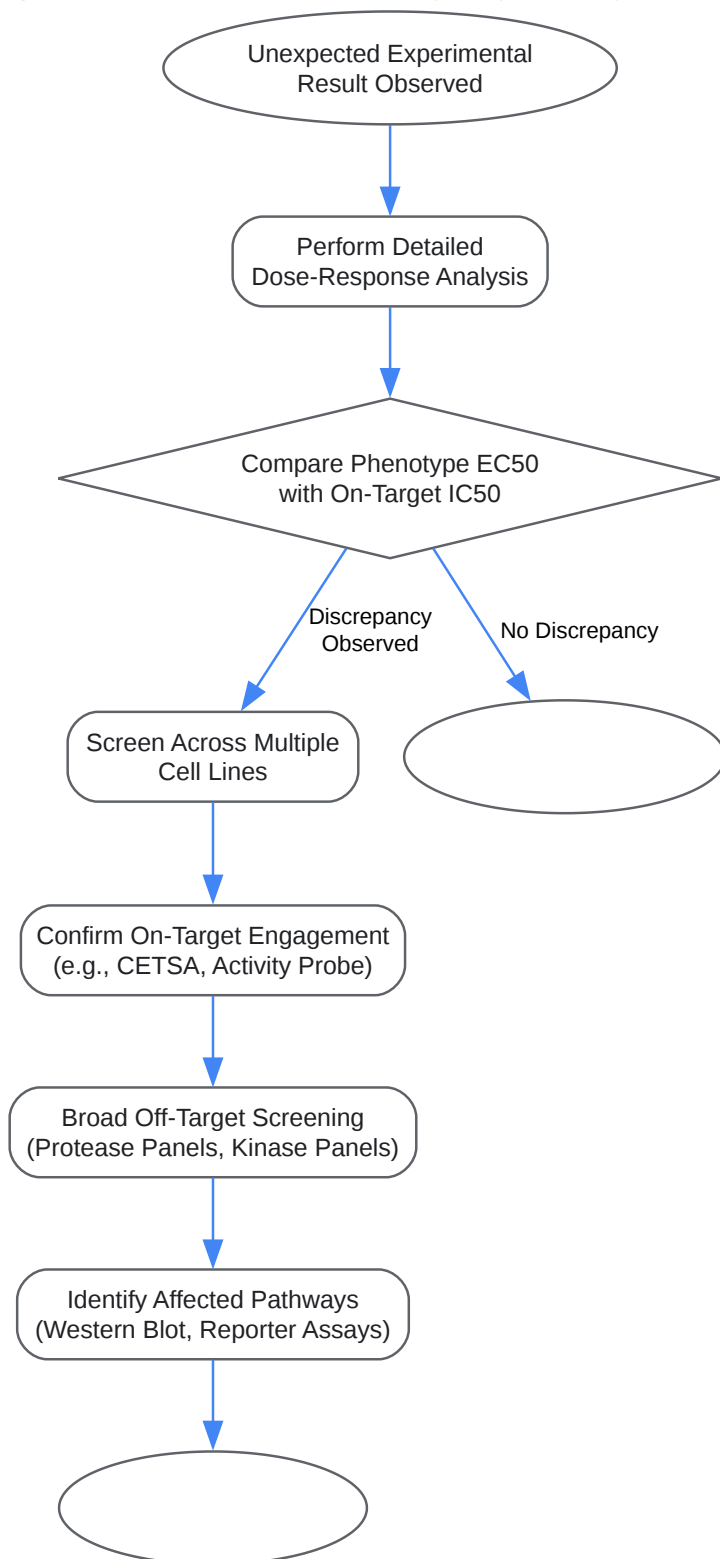 Unexpected Experimental
Result Observed
Perform Detailed
Dose-Response Analysis
Compare Phenotype EC50
with On-Target IC50
Discrepancy
Observed
No Discrepancy
Screen Across Multiple
Cell Lines
Confirm On-Target Engagement
(e.g., CETSA, Activity Probe)
Broad Off-Target Screening
(Protease Panels, Kinase Panels)
Identify Affected Pathways
(Western Blot, Reporter Assays)